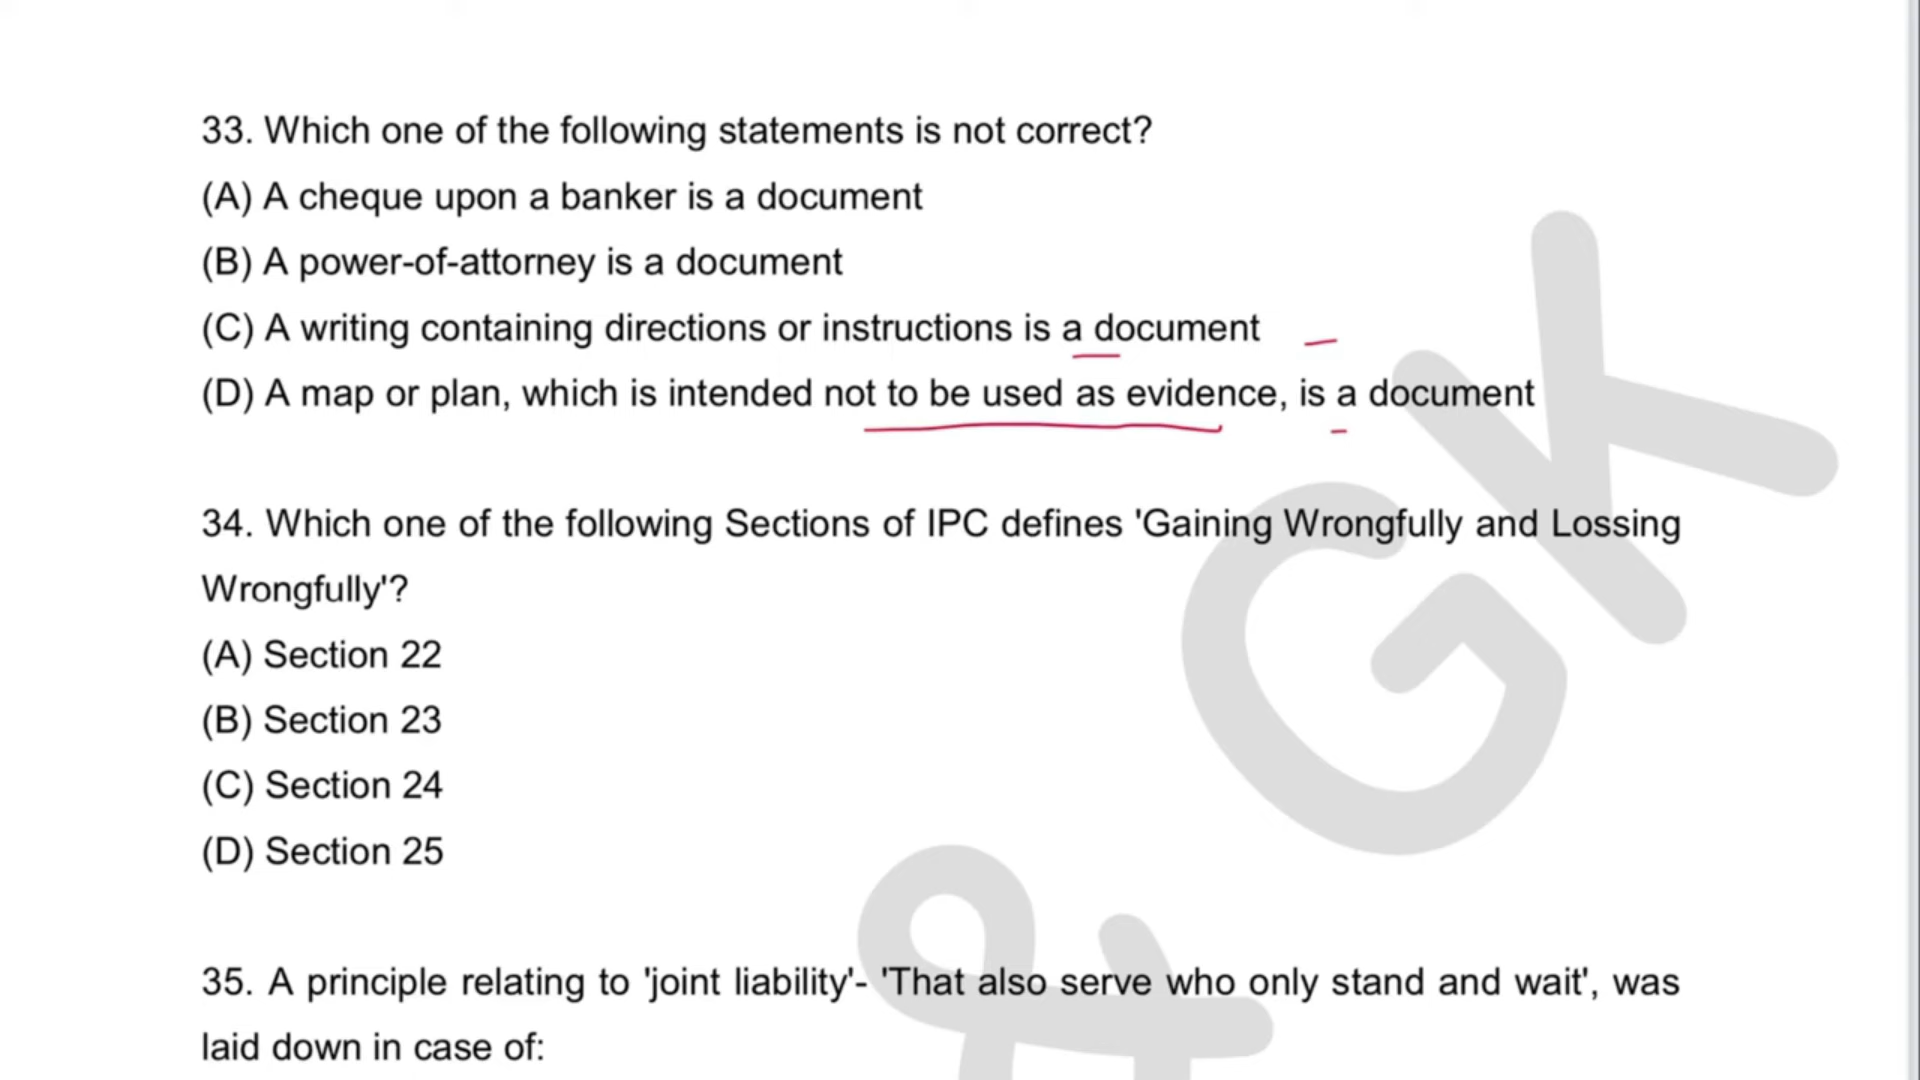 33. Which one of the following statements is not correct?
(A) A cheque upon a banker is a document
(B) A power-of-attorney is a document
(C) A writing containing directions or instructions is a document
(D) A map or plan, which is intended not to be used as evidence, is a document
34. Which one of the following Sections of IPC defines 'Gaining Wrongfully and Lossing
Wrongfully'?
(A) Section 22
(B) Section 23
(C) Section 24
(D) Section 25
35. A principle relating to 'joint liability'- 'That also serve who only stand and wait', was
laid down in case of:
& GK